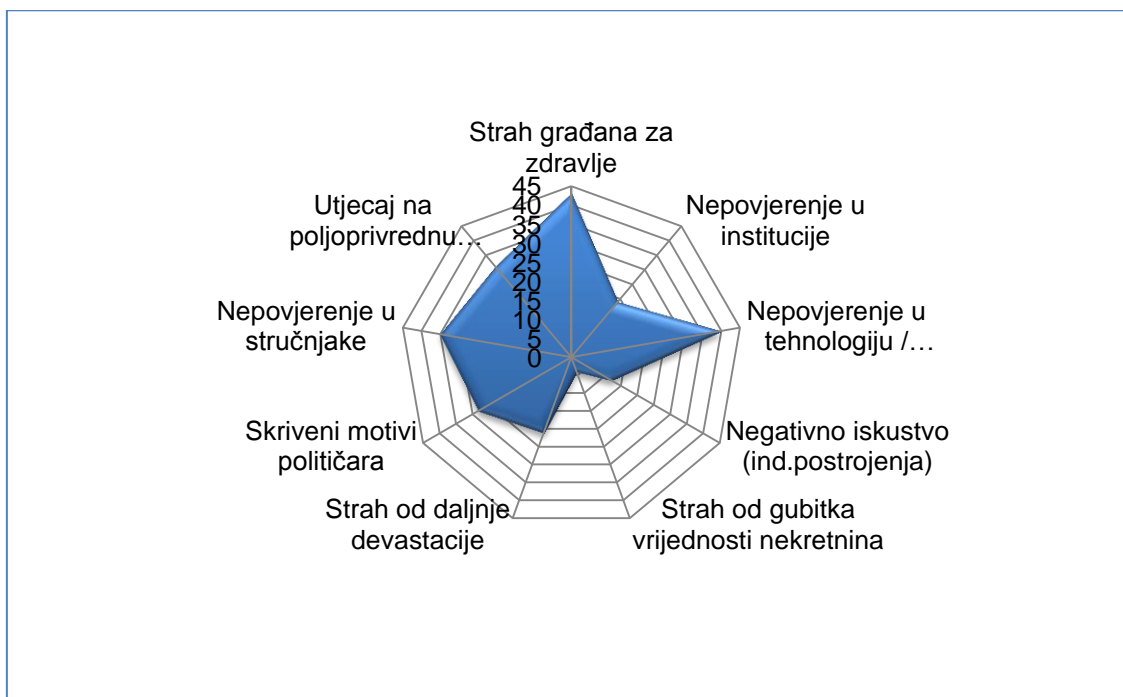 Strah građana za
zdravlje
Nepovjerenje u
institucije
Nepovjerenje u
tehnologiju /…
Negativno iskustvo
(ind.postrojenja)
Strah od gubitka
vrijednosti nekretnina
Strah od daljnje
devastacije
Skriveni motivi
političara
Nepovjerenje u
stručnjake
Utjecaj na
poljoprivrednu…
45
40
35
30
25
20
15
10
5
0